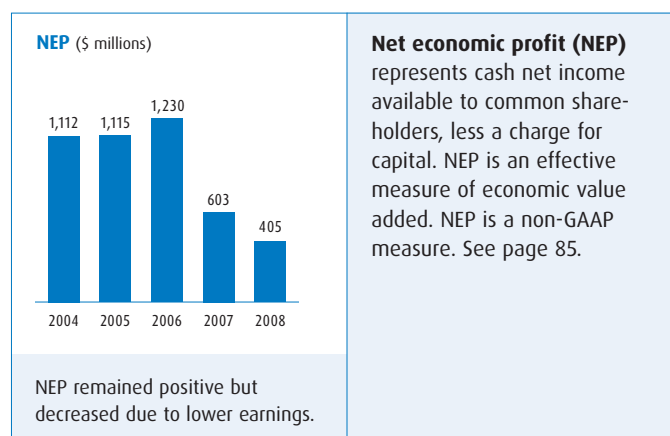 NEP ($ millions)
1,230
1,112 1,115
603
405
2004 2005 2006 2007 2008
NEP remained positive but
decreased due to lower earnings.
Net economic profit (NEP)
represents cash net income
available to common share-
holders, less a charge for
capital. NEP is an effective
measure of economic value
added. NEP is a non-GAAP
measure. See page 85.